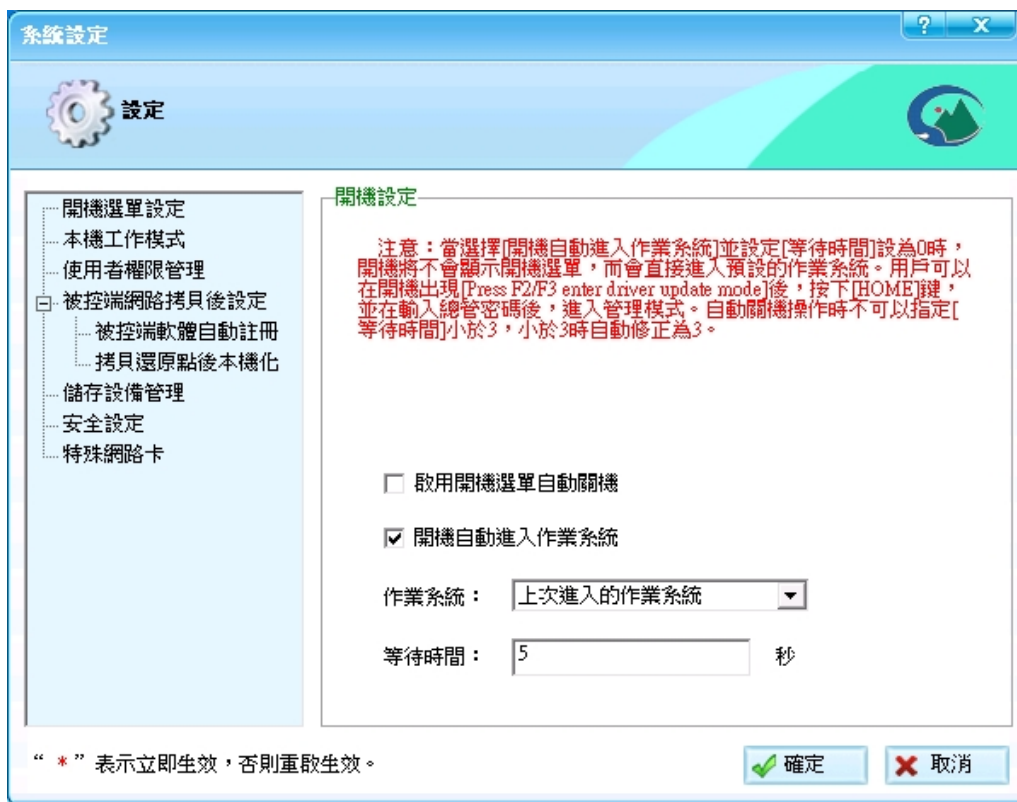 系統設定
設定
開機選單設定
本機工作模式
使用者權限管理
被控端網路拷貝後設定
被控端軟體自動註冊
拷貝還原點後本機化
儲存設備管理
安全設定
特殊網路卡
開機設定
注意：當選擇[開機自動進入作業系統]並設定[等待時間]設為0時，
開機將不會顯示開機選單，而會直接進入預設的作業系統。用戶可以
在開機出現[Press F2/F3 enter driver update mode]後，按下[HOME]鍵，
並在輸入總管密碼後，進入管理模式。自動關機操作時不可以指定[
等待時間]小於3，小於3時自動修正為3。
啟用開機選單自動關機
開機自動進入作業系統
作業系統： 上次進入的作業系統
等待時間： 5 秒
“ * ” 表示立即生效，否則重啟生效。
確定 取消